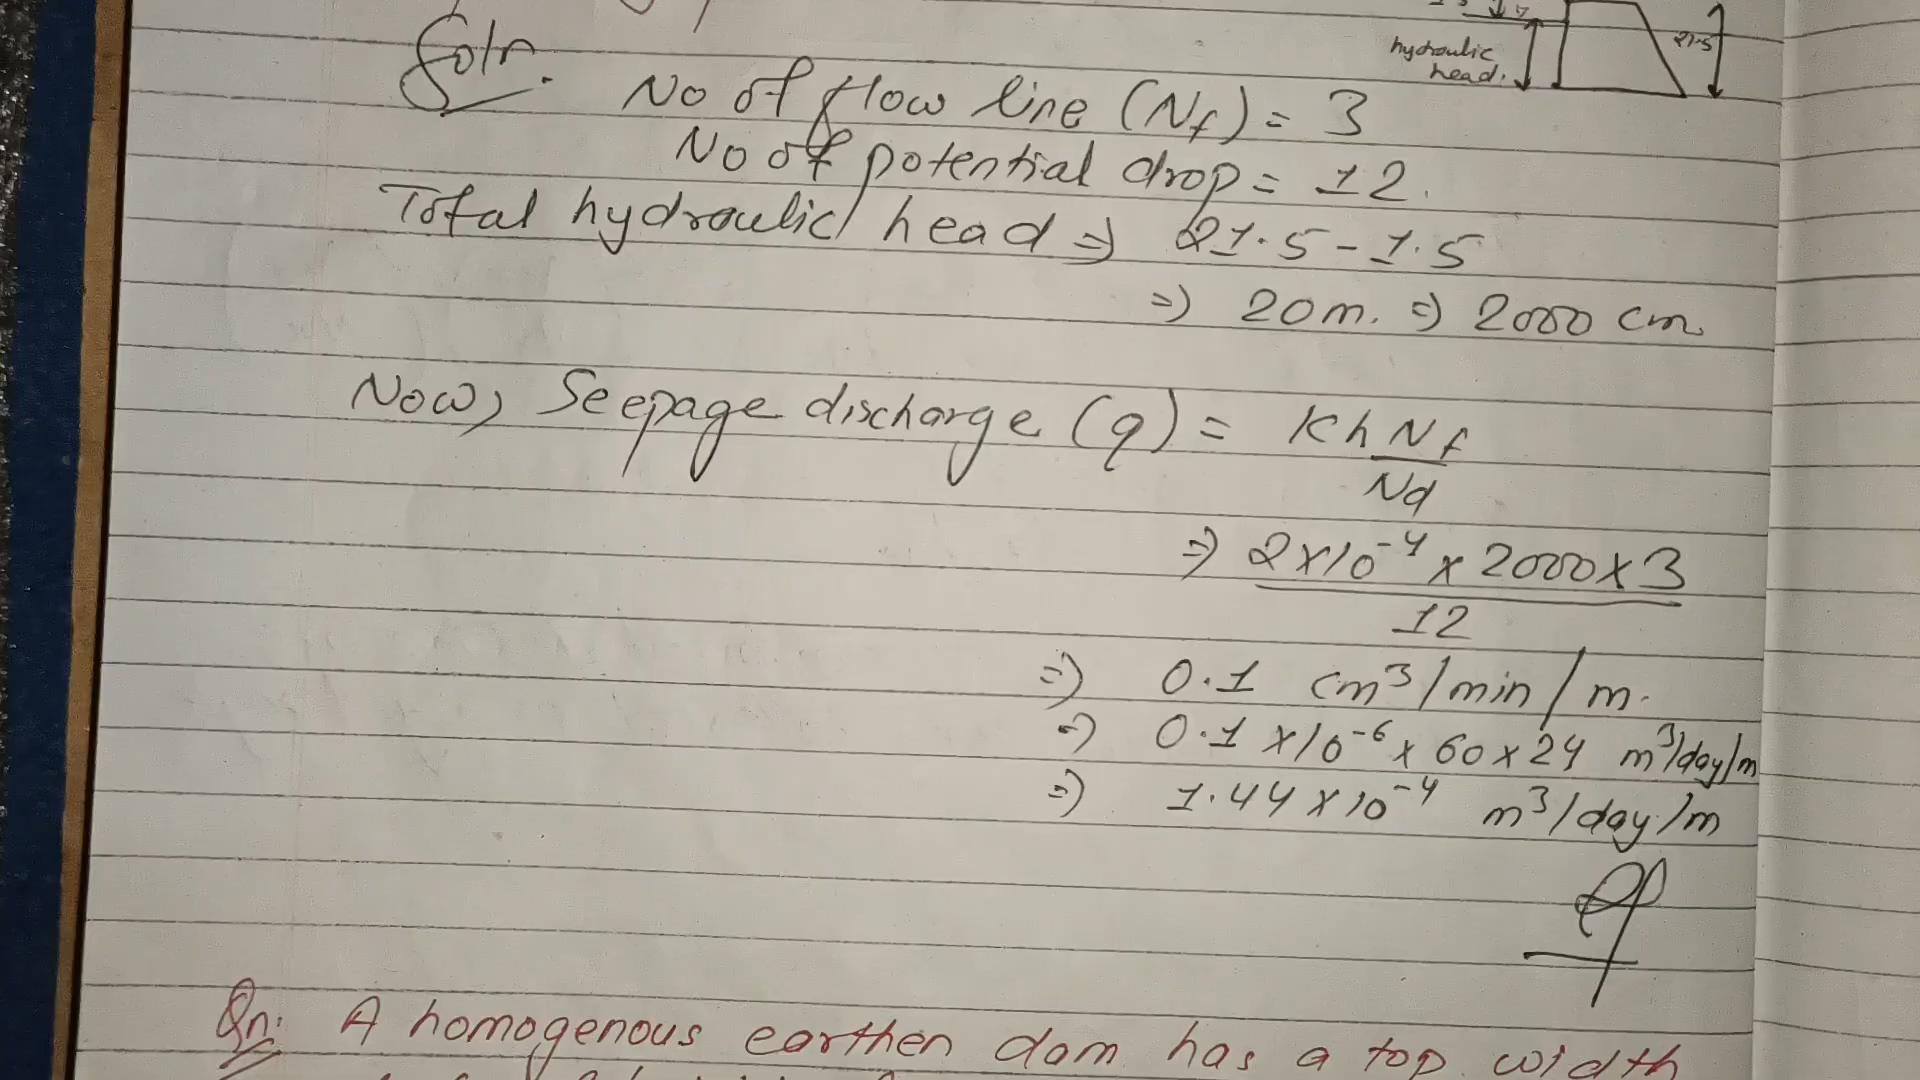 hydraulic
head.
21.5
Soln.
No of flow line (Nf) = 3
No of potential drop = 12.
Total hydraulic head => 21.5 - 1.5
=> 20m. => 2000 cm
Now, Seepage discharge (q) = KhNf
Nd
=> 2×10-4 × 2000×3
12
=> 0.1 cm3/min/m.
=> 0.1 ×10-6 × 60×24 m3/day/m
=> 1.44×10-4 m3/day/m
Qn: A homogenous earthen dam has a top width